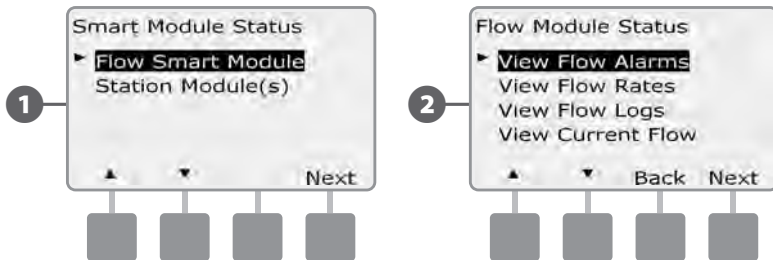 1
Smart Module Status
► Flow Smart Module
Station Module(s)
▲ ▼ Next
2
Flow Module Status
► View Flow Alarms
View Flow Rates
View Flow Logs
View Current Flow
▲ ▼ Back Next